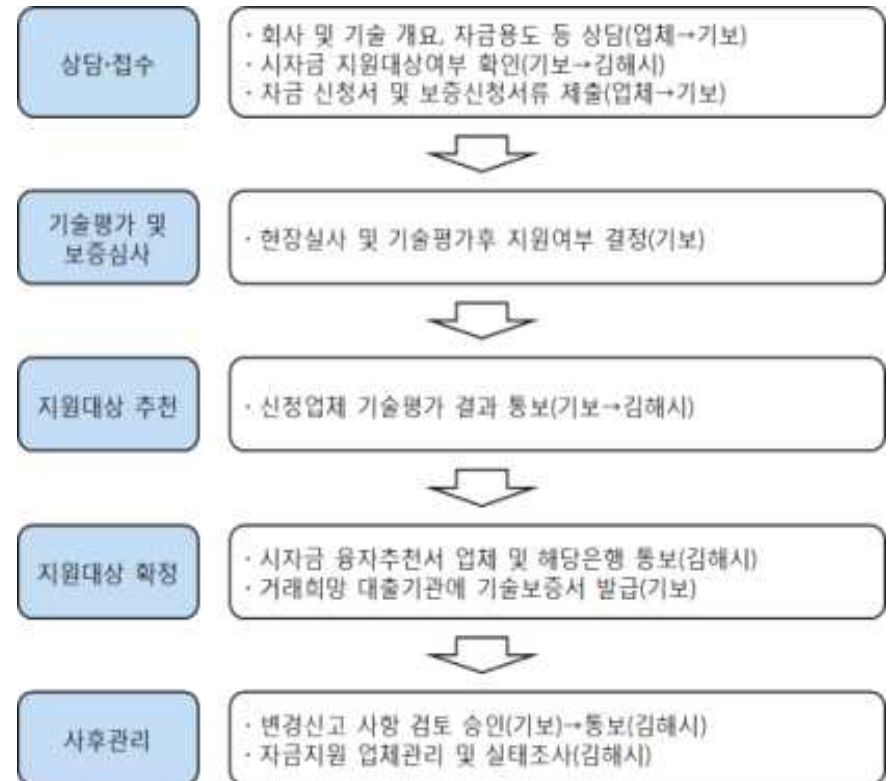 상담·접수
· 회사 및 기술 개요, 자금용도 등 상담(업체→기보)
· 시자금 지원대상여부 확인(기보→김해시)
· 자금 신청서 및 보증신청서류 제출(업체→기보)
기술평가 및
보증심사
· 현장실사 및 기술평가후 지원여부 결정(기보)
지원대상 추천
· 신정업체 기술평가 결과 통보(기보→김해시)
지원대상 확정
· 시자금 융자추천서 업체 및 해당은행 통보(김해시)
· 거래희망 대출기관에 기술보증서 발급(기보)
사후관리
· 변경신고 사항 검토 승인(기보)→통보(김해시)
· 자금지원 업체관리 및 실태조사(김해시)